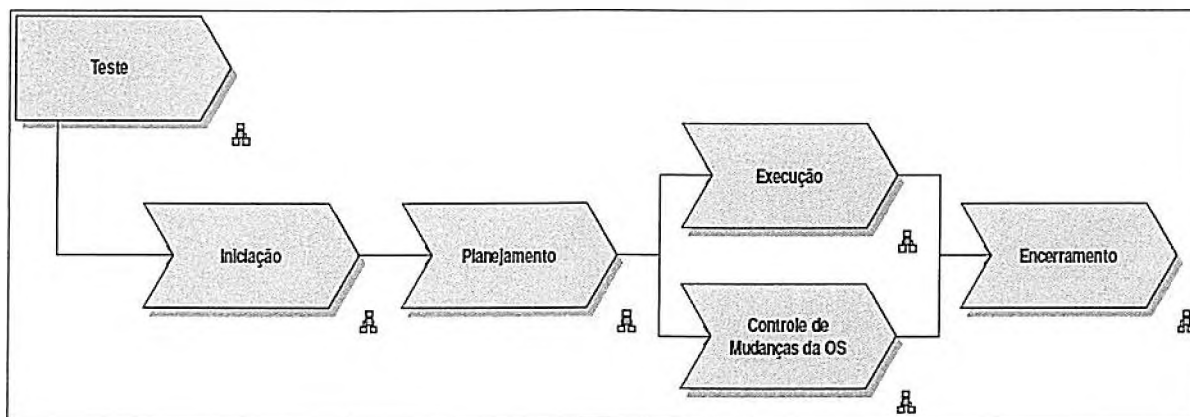 Teste
Iniciação
Planejamento
Execução
Controle de
Mudanças da OS
Encerramento